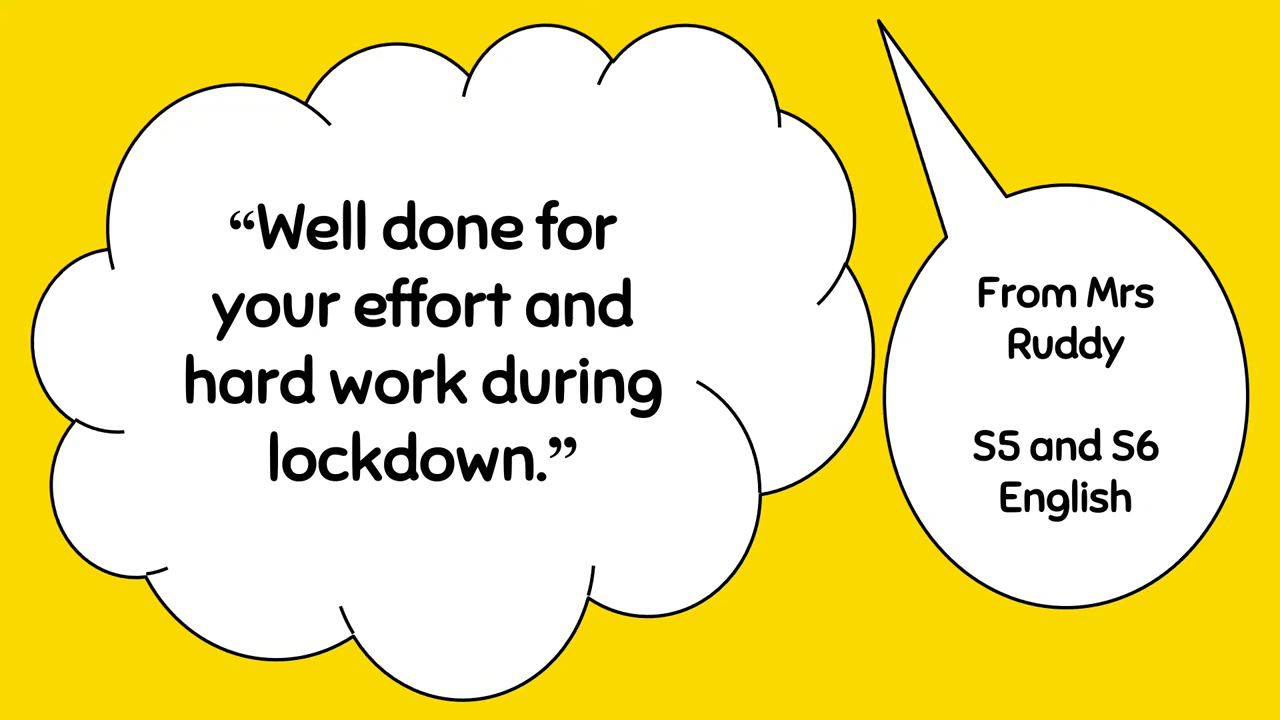 “Well done for
your effort and
hard work during
lockdown.”
From Mrs
Ruddy
S5 and S6
English